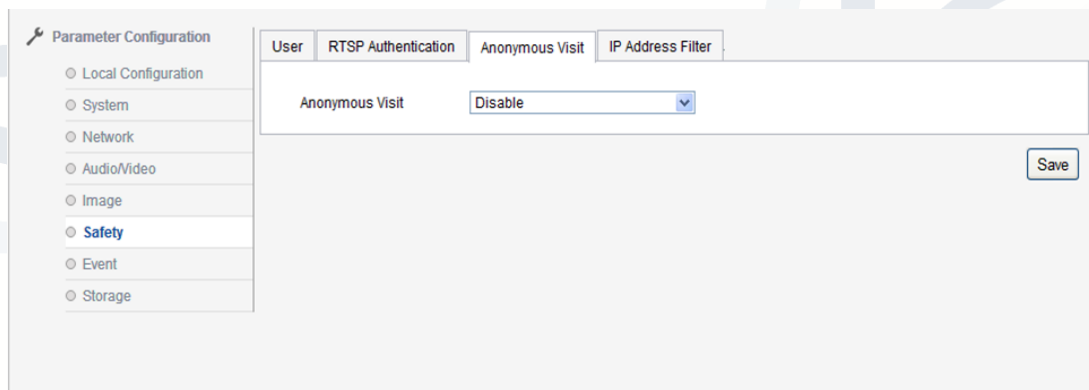 Parameter Configuration
Local Configuration
System
Network
Audio/Video
Image
Safety
Event
Storage
User RTSP Authentication Anonymous Visit IP Address Filter
Anonymous Visit Disable
Save